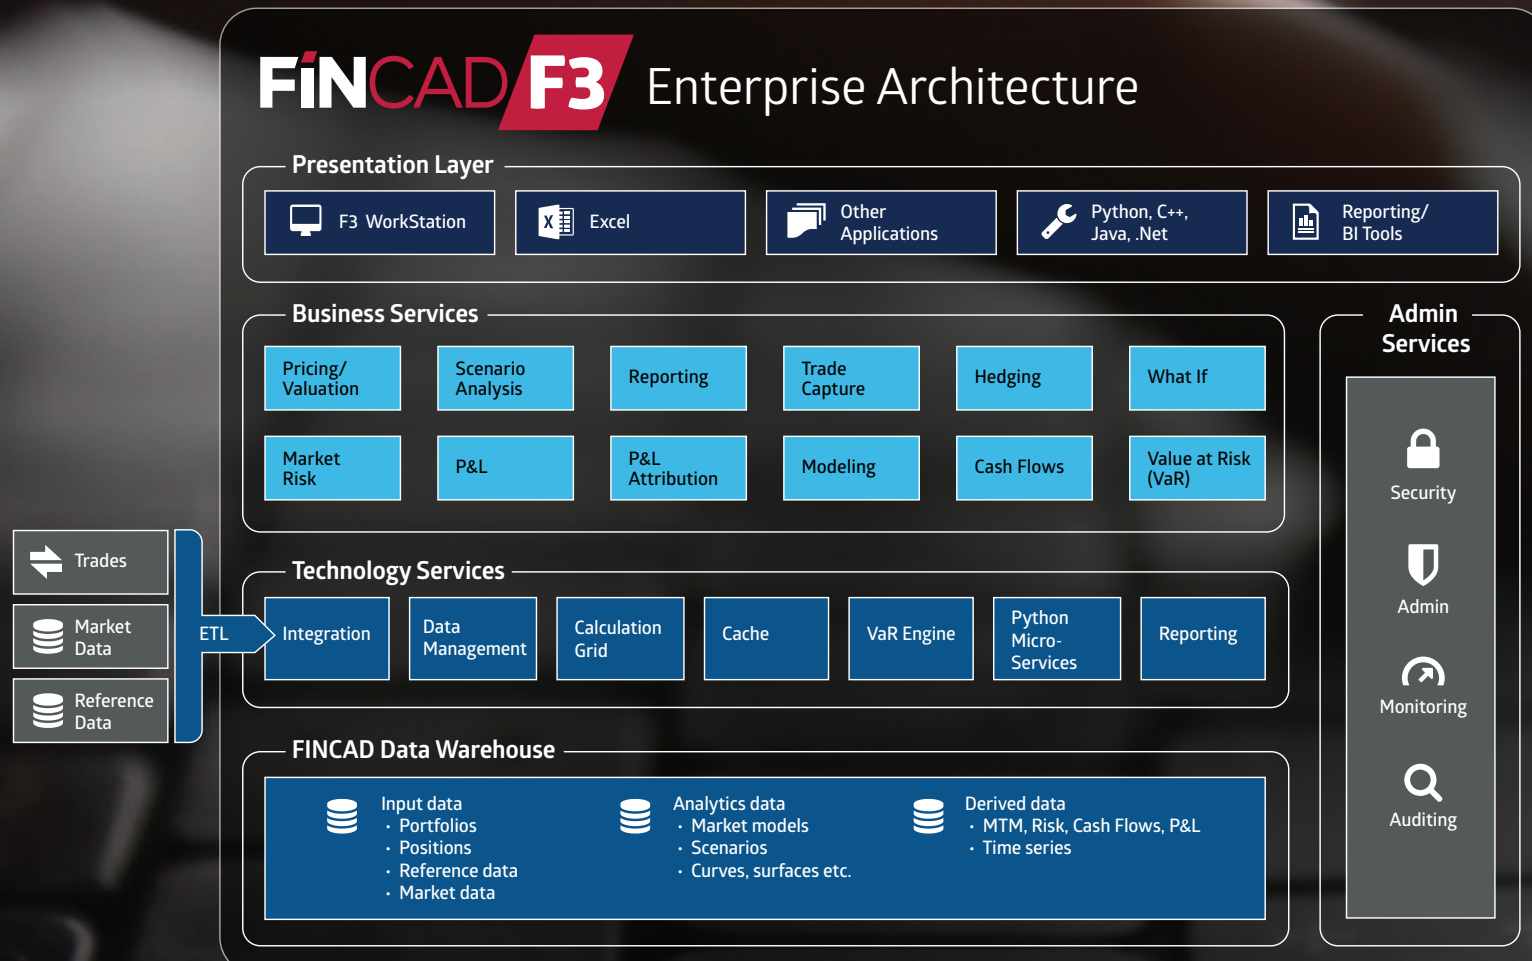 FiNCAD F3 Enterprise Architecture
Presentation Layer
F3 WorkStation
X
Excel
Other
Applications
Python, C++,
Java, .Net
Reporting/
BI Tools
Business Services
Pricing/
Valuation
Scenario
Analysis
Reporting
Trade
Capture
Hedging
What If
Market
Risk
P&L
P&L
Attribution
Modeling
Cash Flows
Value at Risk
(VaR)
Admin
Services
Security
Admin
Monitoring
Auditing
Trades
Market
Data
Reference
Data
ETL
Technology Services
Integration
Data
Management
Calculation
Grid
Cache
VaR Engine
Python
Micro-
Services
Reporting
FINCAD Data Warehouse
Input data
· Portfolios
· Positions
· Reference data
· Market data
Analytics data
· Market models
· Scenarios
· Curves, surfaces etc.
Derived data
· MTM, Risk, Cash Flows, P&L
· Time series